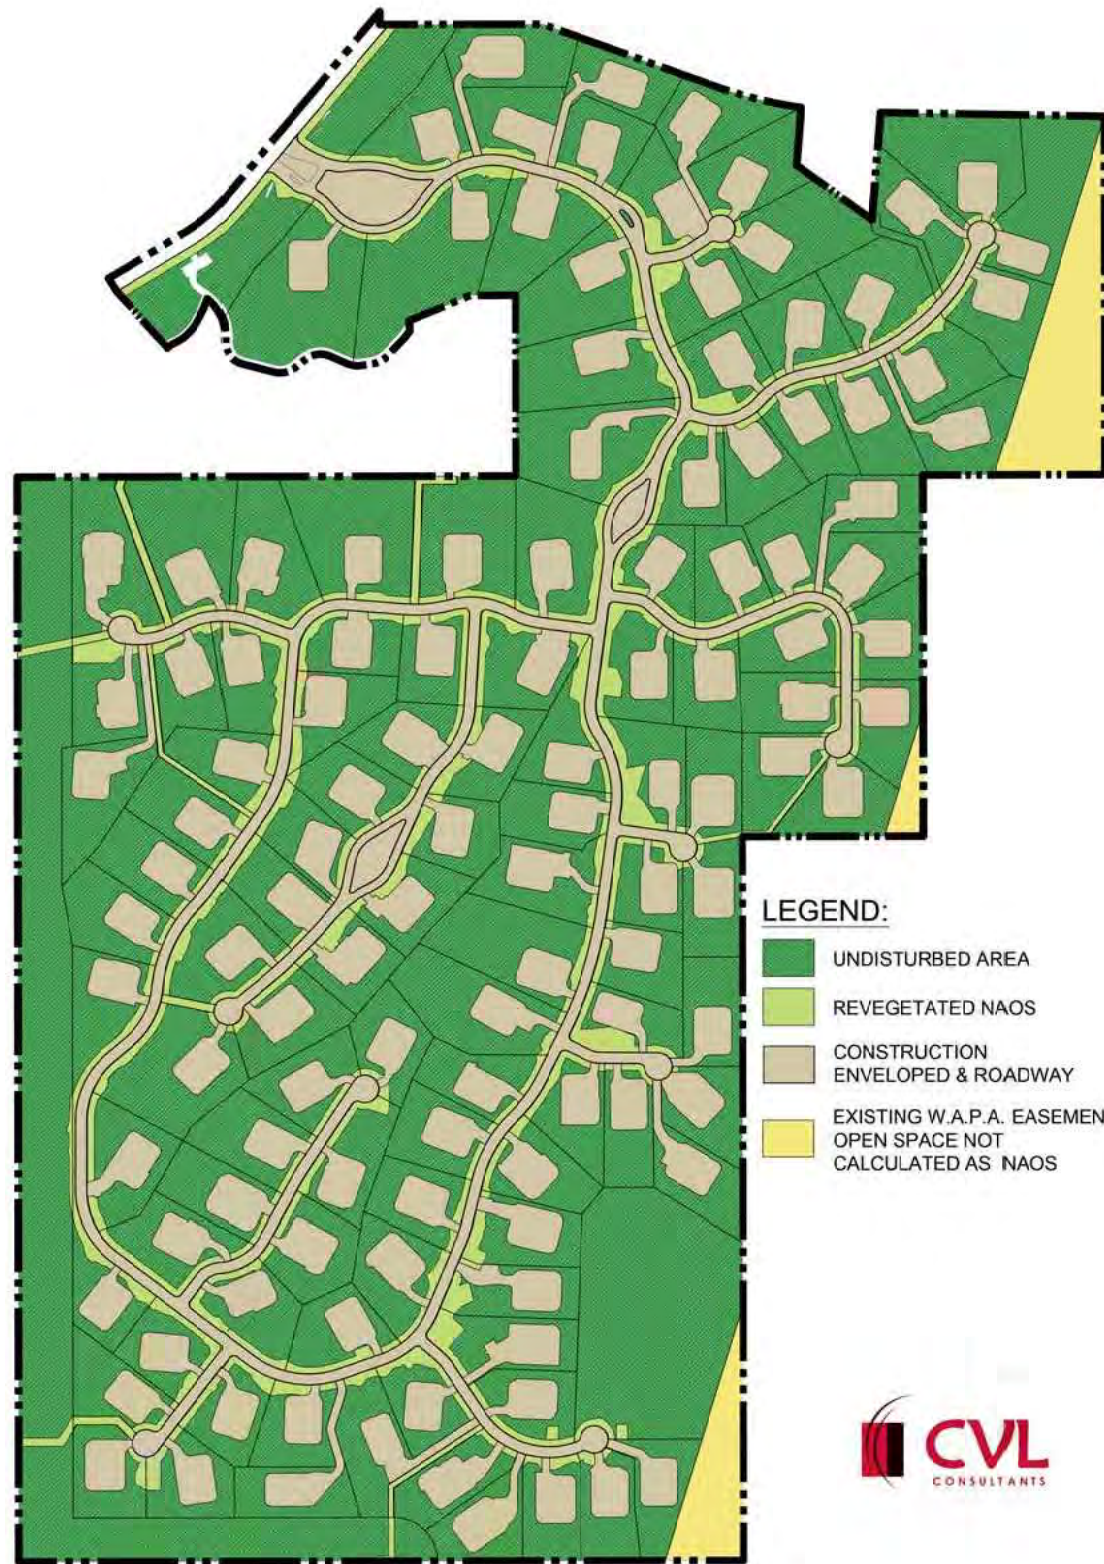 LEGEND:
UNDISTURBED AREA
REVEGETATED NAOS
CONSTRUCTION
ENVELOPED & ROADWAY
EXISTING W.A.P.A. EASEMEN
OPEN SPACE NOT
CALCULATED AS NAOS
CVL
CONSULTANTS